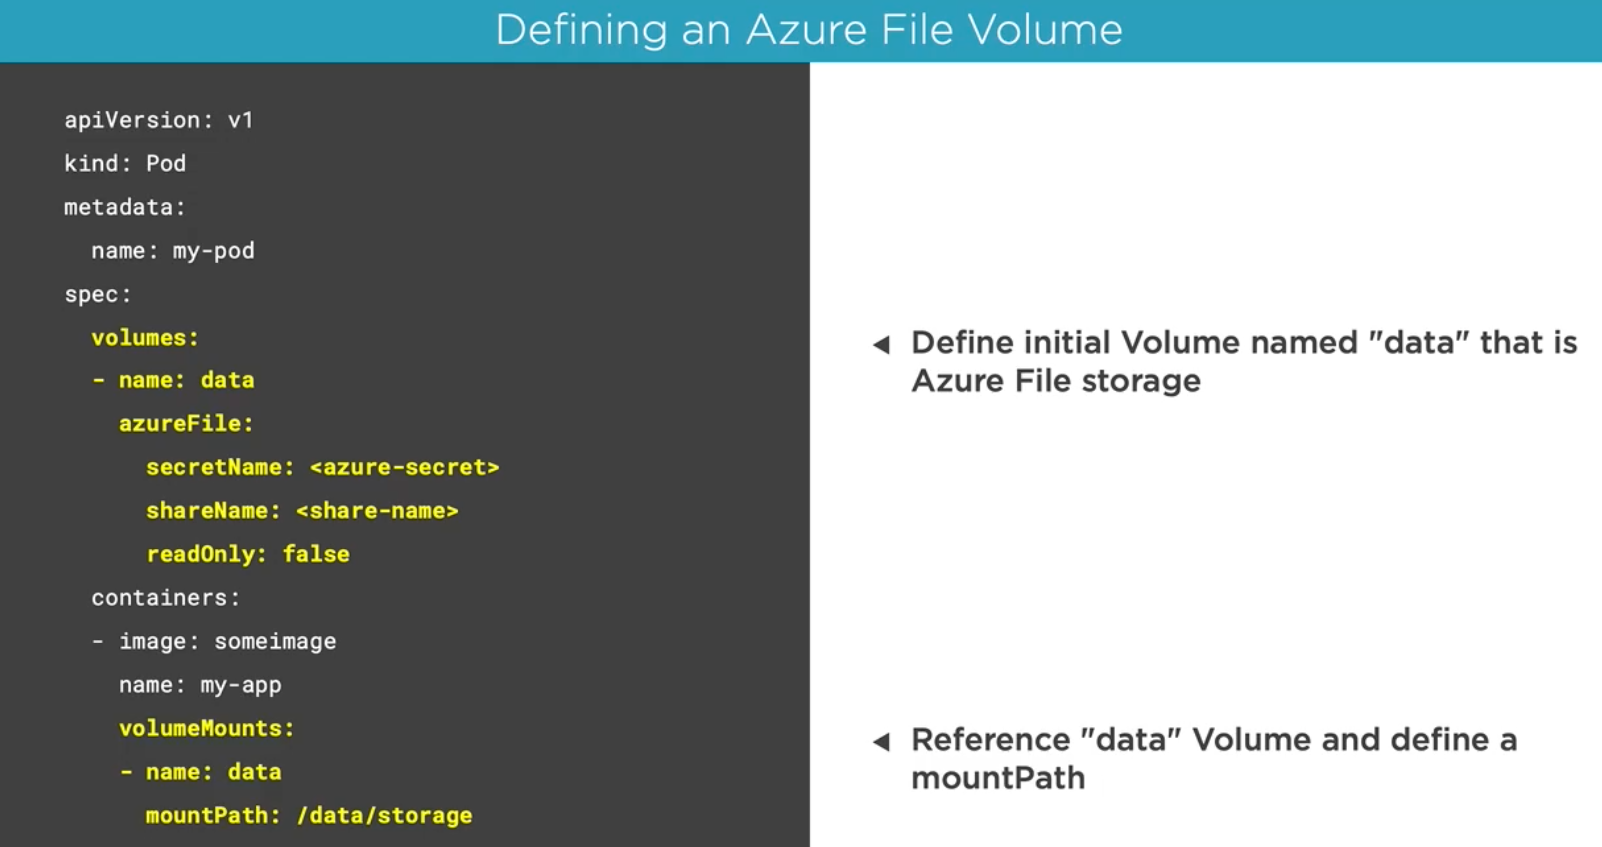 Defining an Azure File Volume
apiVersion: v1
kind: Pod
metadata:
  name: my-pod
spec:
  volumes:
  - name: data
    azureFile:
      secretName: <azure-secret>
      shareName: <share-name>
      readOnly: false
  containers:
  - image: someimage
    name: my-app
    volumeMounts:
    - name: data
      mountPath: /data/storage
◀ Define initial Volume named "data" that is
Azure File storage
◀ Reference "data" Volume and define a
mountPath